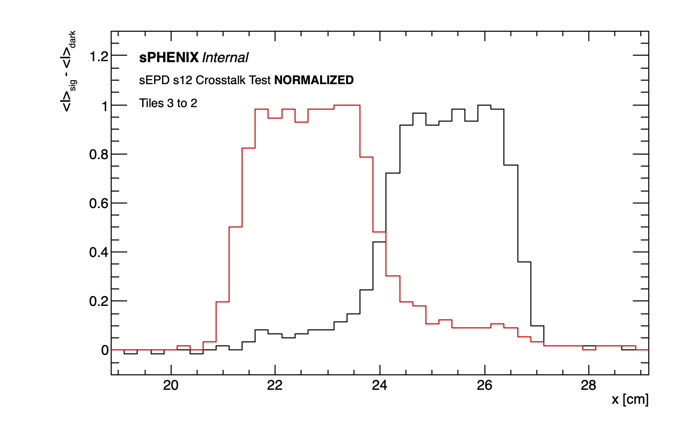 <I>sig - <I>dark
1.2
1
0.8
0.6
0.4
0.2
0
sPHENIX Internal
sEPD s12 Crosstalk Test NORMALIZED
Tiles 3 to 2
20 22 24 26 28
x [cm]